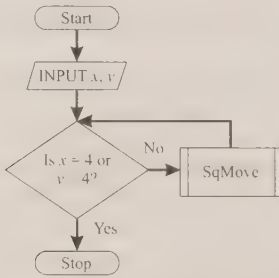 Start
INPUT x, y
Is x = 4 or
y = 4?
No
SqMove
Yes
Stop